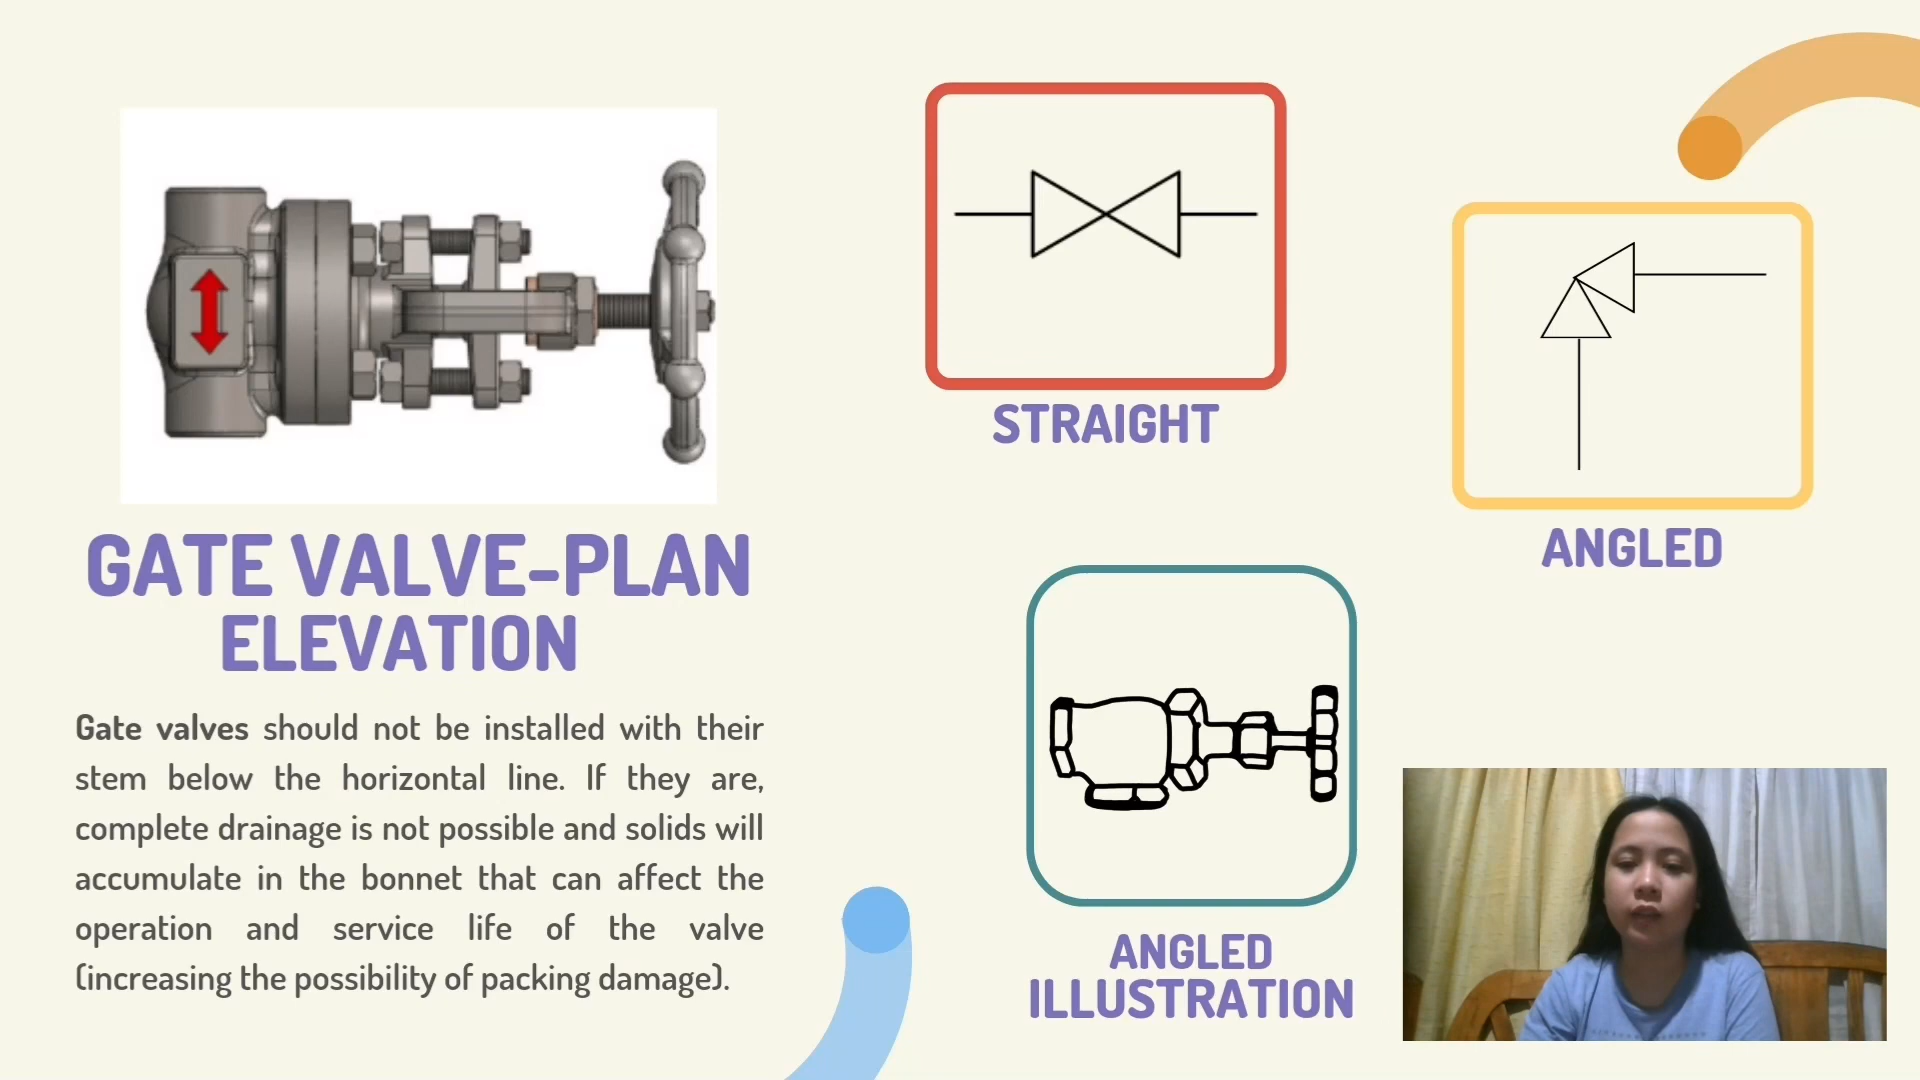 GATE VALVE-PLAN
ELEVATION
Gate valves should not be installed with their
stem below the horizontal line. If they are,
complete drainage is not possible and solids will
accumulate in the bonnet that can affect the
operation and service life of the valve
(increasing the possibility of packing damage).
STRAIGHT
ANGLED
ANGLED
ILLUSTRATION